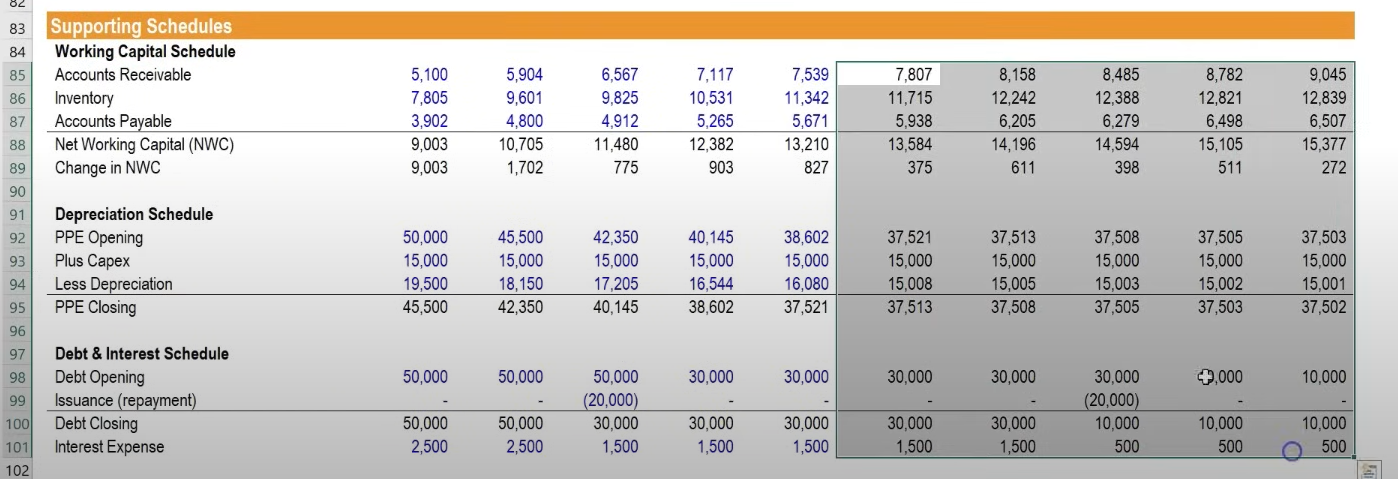 82
83 Supporting Schedules
84 Working Capital Schedule
85 Accounts Receivable 5,100 5,904 6,567 7,117 7,539 7,807 8,158 8,485 8,782 9,045
86 Inventory 7,805 9,601 9,825 10,531 11,342 11,715 12,242 12,388 12,821 12,839
87 Accounts Payable 3,902 4,800 4,912 5,265 5,671 5,938 6,205 6,279 6,498 6,507
88 Net Working Capital (NWC) 9,003 10,705 11,480 12,382 13,210 13,584 14,196 14,594 15,105 15,377
89 Change in NWC 9,003 1,702 775 903 827 375 611 398 511 272
90
91 Depreciation Schedule
92 PPE Opening 50,000 45,500 42,350 40,145 38,602 37,521 37,513 37,508 37,505 37,503
93 Plus Capex 15,000 15,000 15,000 15,000 15,000 15,000 15,000 15,000 15,000 15,000
94 Less Depreciation 19,500 18,150 17,205 16,544 16,080 15,008 15,005 15,003 15,002 15,001
95 PPE Closing 45,500 42,350 40,145 38,602 37,521 37,513 37,508 37,505 37,503 37,502
96
97 Debt & Interest Schedule
98 Debt Opening 50,000 50,000 50,000 30,000 30,000 30,000 30,000 30,000 ,000 10,000
99 Issuance (repayment) - - (20,000) - - - - (20,000) - -
100 Debt Closing 50,000 50,000 30,000 30,000 30,000 30,000 30,000 10,000 10,000 10,000
101 Interest Expense 2,500 2,500 1,500 1,500 1,500 1,500 1,500 500 500 500
102